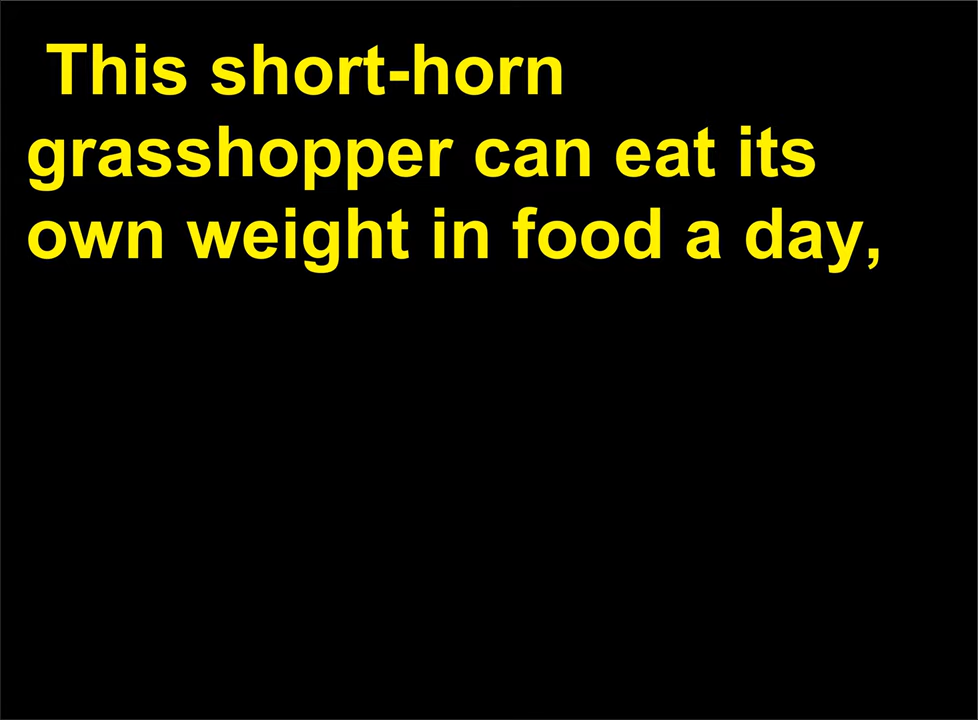 This short-horn
grasshopper can eat its
own weight in food a day,